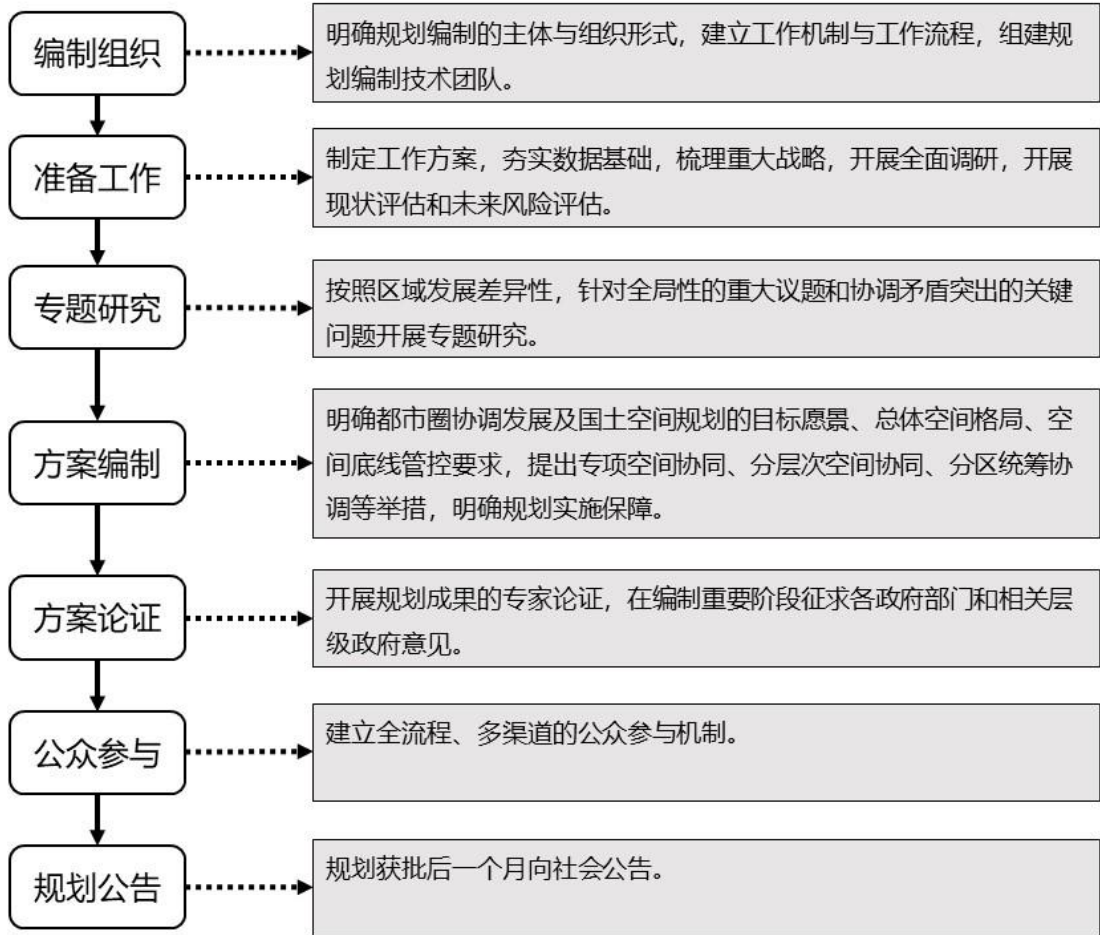 编制组织
明确规划编制的主体与组织形式，建立工作机制与工作流程，组建规
划编制技术团队。
准备工作
制定工作方案，夯实数据基础，梳理重大战略，开展全面调研，开展
现状评估和未来风险评估。
专题研究
按照区域发展差异性，针对全局性的重大议题和协调矛盾突出的关键
问题开展专题研究。
方案编制
明确都市圈协调发展及国土空间规划的目标愿景、总体空间格局、空
间底线管控要求，提出专项空间协同、分层次空间协同、分区统筹协
调等举措，明确规划实施保障。
方案论证
开展规划成果的专家论证，在编制重要阶段征求各政府部门和相关层
级政府意见。
公众参与
建立全流程、多渠道的公众参与机制。
规划公告
规划获批后一个月向社会公告。